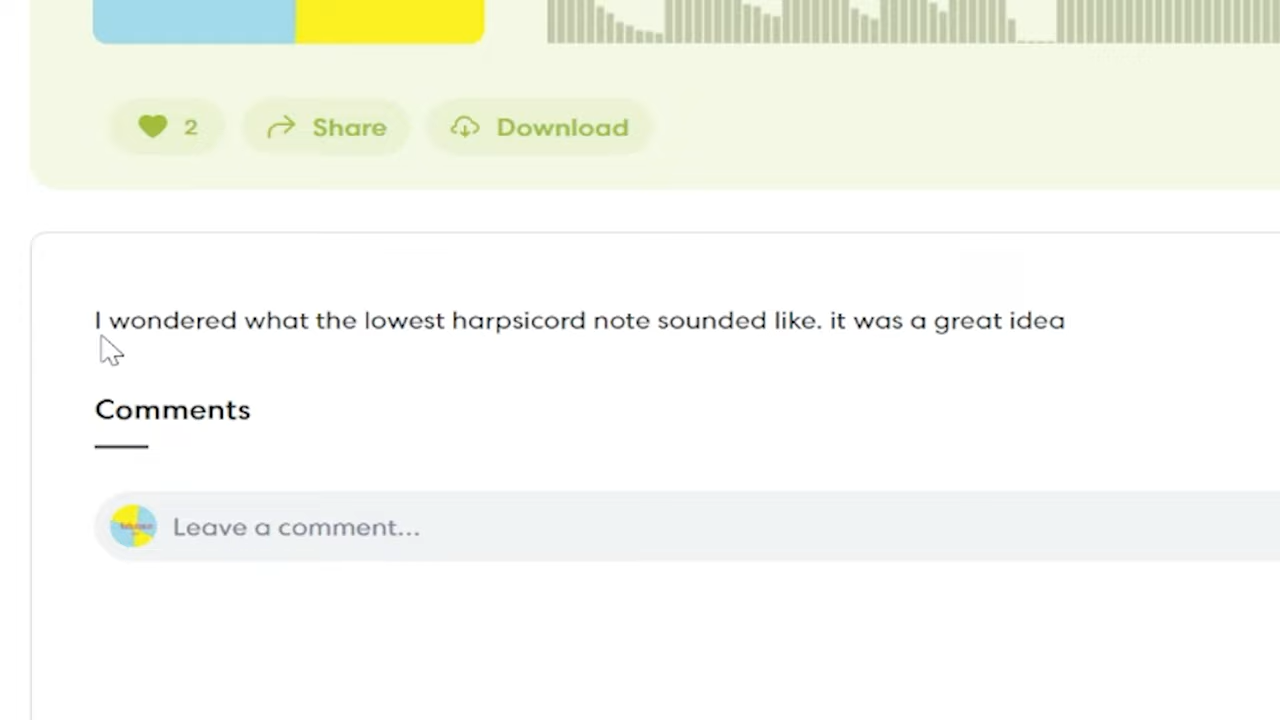 2
Share
Download
I wondered what the lowest harpsicord note sounded like. it was a great idea
Comments
Leave a comment...